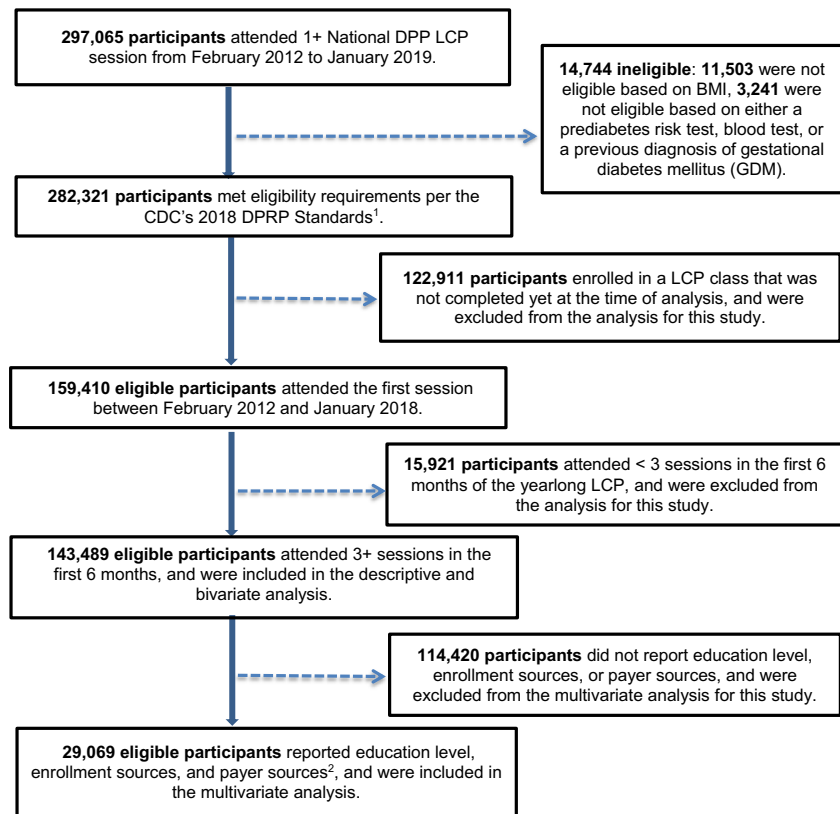 297,065 participants attended 1+ National DPP LCP
session from February 2012 to January 2019.
14,744 ineligible: 11,503 were not
eligible based on BMI, 3,241 were
not eligible based on either a
prediabetes risk test, blood test, or
a previous diagnosis of gestational
diabetes mellitus (GDM).
282,321 participants met eligibility requirements per the
CDC’s 2018 DPRP Standards¹.
122,911 participants enrolled in a LCP class that was
not completed yet at the time of analysis, and were
excluded from the analysis for this study.
159,410 eligible participants attended the first session
between February 2012 and January 2018.
15,921 participants attended < 3 sessions in the first 6
months of the yearlong LCP, and were excluded from
the analysis for this study.
143,489 eligible participants attended 3+ sessions in the
first 6 months, and were included in the descriptive and
bivariate analysis.
114,420 participants did not report education level,
enrollment sources, or payer sources, and were
excluded from the multivariate analysis for this study.
29,069 eligible participants reported education level,
enrollment sources, and payer sources², and were included in
the multivariate analysis.